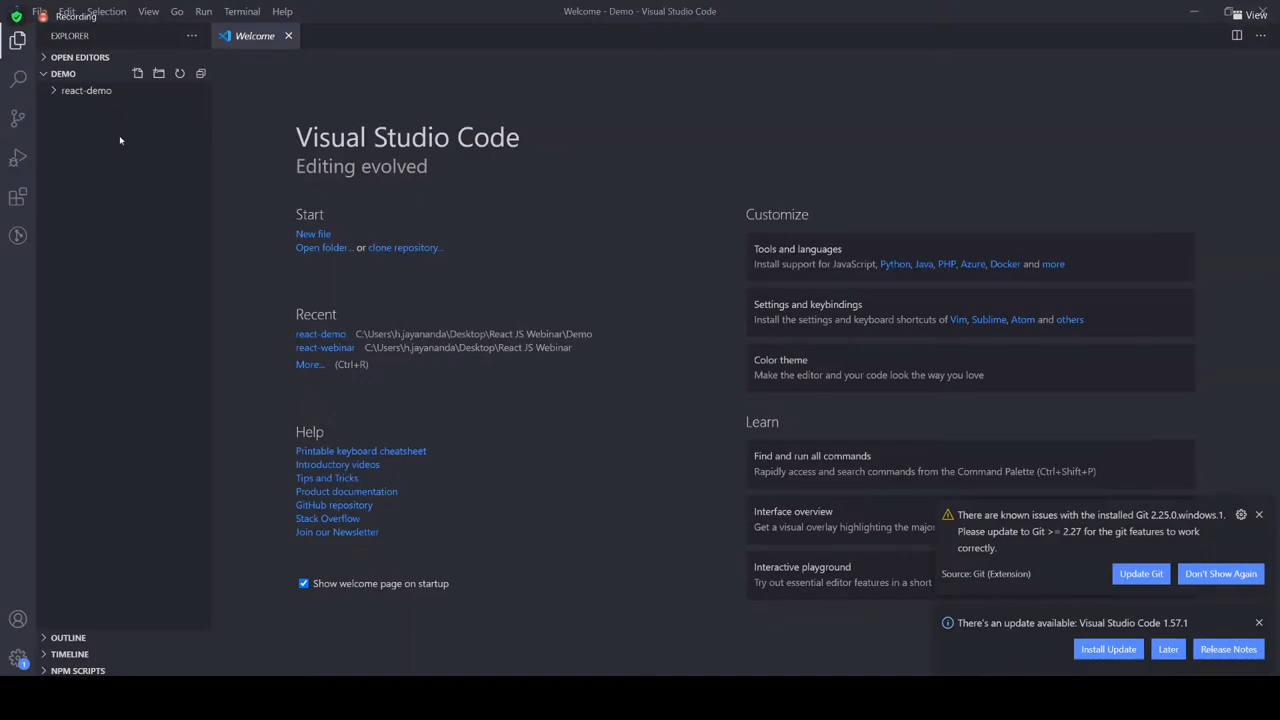 File Edit Selection View Go Run Terminal Help
Recording
Welcome - Demo - Visual Studio Code
View
EXPLORER
Welcome
OPEN EDITORS
DEMO
react-demo
Visual Studio Code
Editing evolved
Start
New file
Open folder... or clone repository...
Recent
react-demo C:\Users\h.jayananda\Desktop\React JS Webinar\Demo
react-webinar C:\Users\h.jayananda\Desktop\React JS Webinar
More... (Ctrl+R)
Help
Printable keyboard cheatsheet
Introductory videos
Tips and Tricks
Product documentation
GitHub repository
Stack Overflow
Join our Newsletter
Show welcome page on startup
Customize
Tools and languages
Install support for JavaScript, Python, Java, PHP, Azure, Docker and more
Settings and keybindings
Install the settings and keyboard shortcuts of Vim, Sublime, Atom and others
Color theme
Make the editor and your code look the way you love
Learn
Find and run all commands
Rapidly access and search commands from the Command Palette (Ctrl+Shift+P)
Interface overview
Get a visual overlay highlighting the major
Interactive playground
Try out essential editor features in a short
There are known issues with the installed Git 2.25.0.windows.1.
Please update to Git >= 2.27 for the git features to work
correctly.
Source: Git (Extension)
Update Git
Don't Show Again
There's an update available: Visual Studio Code 1.57.1
Install Update
Later
Release Notes
OUTLINE
TIMELINE
NPM SCRIPTS
1